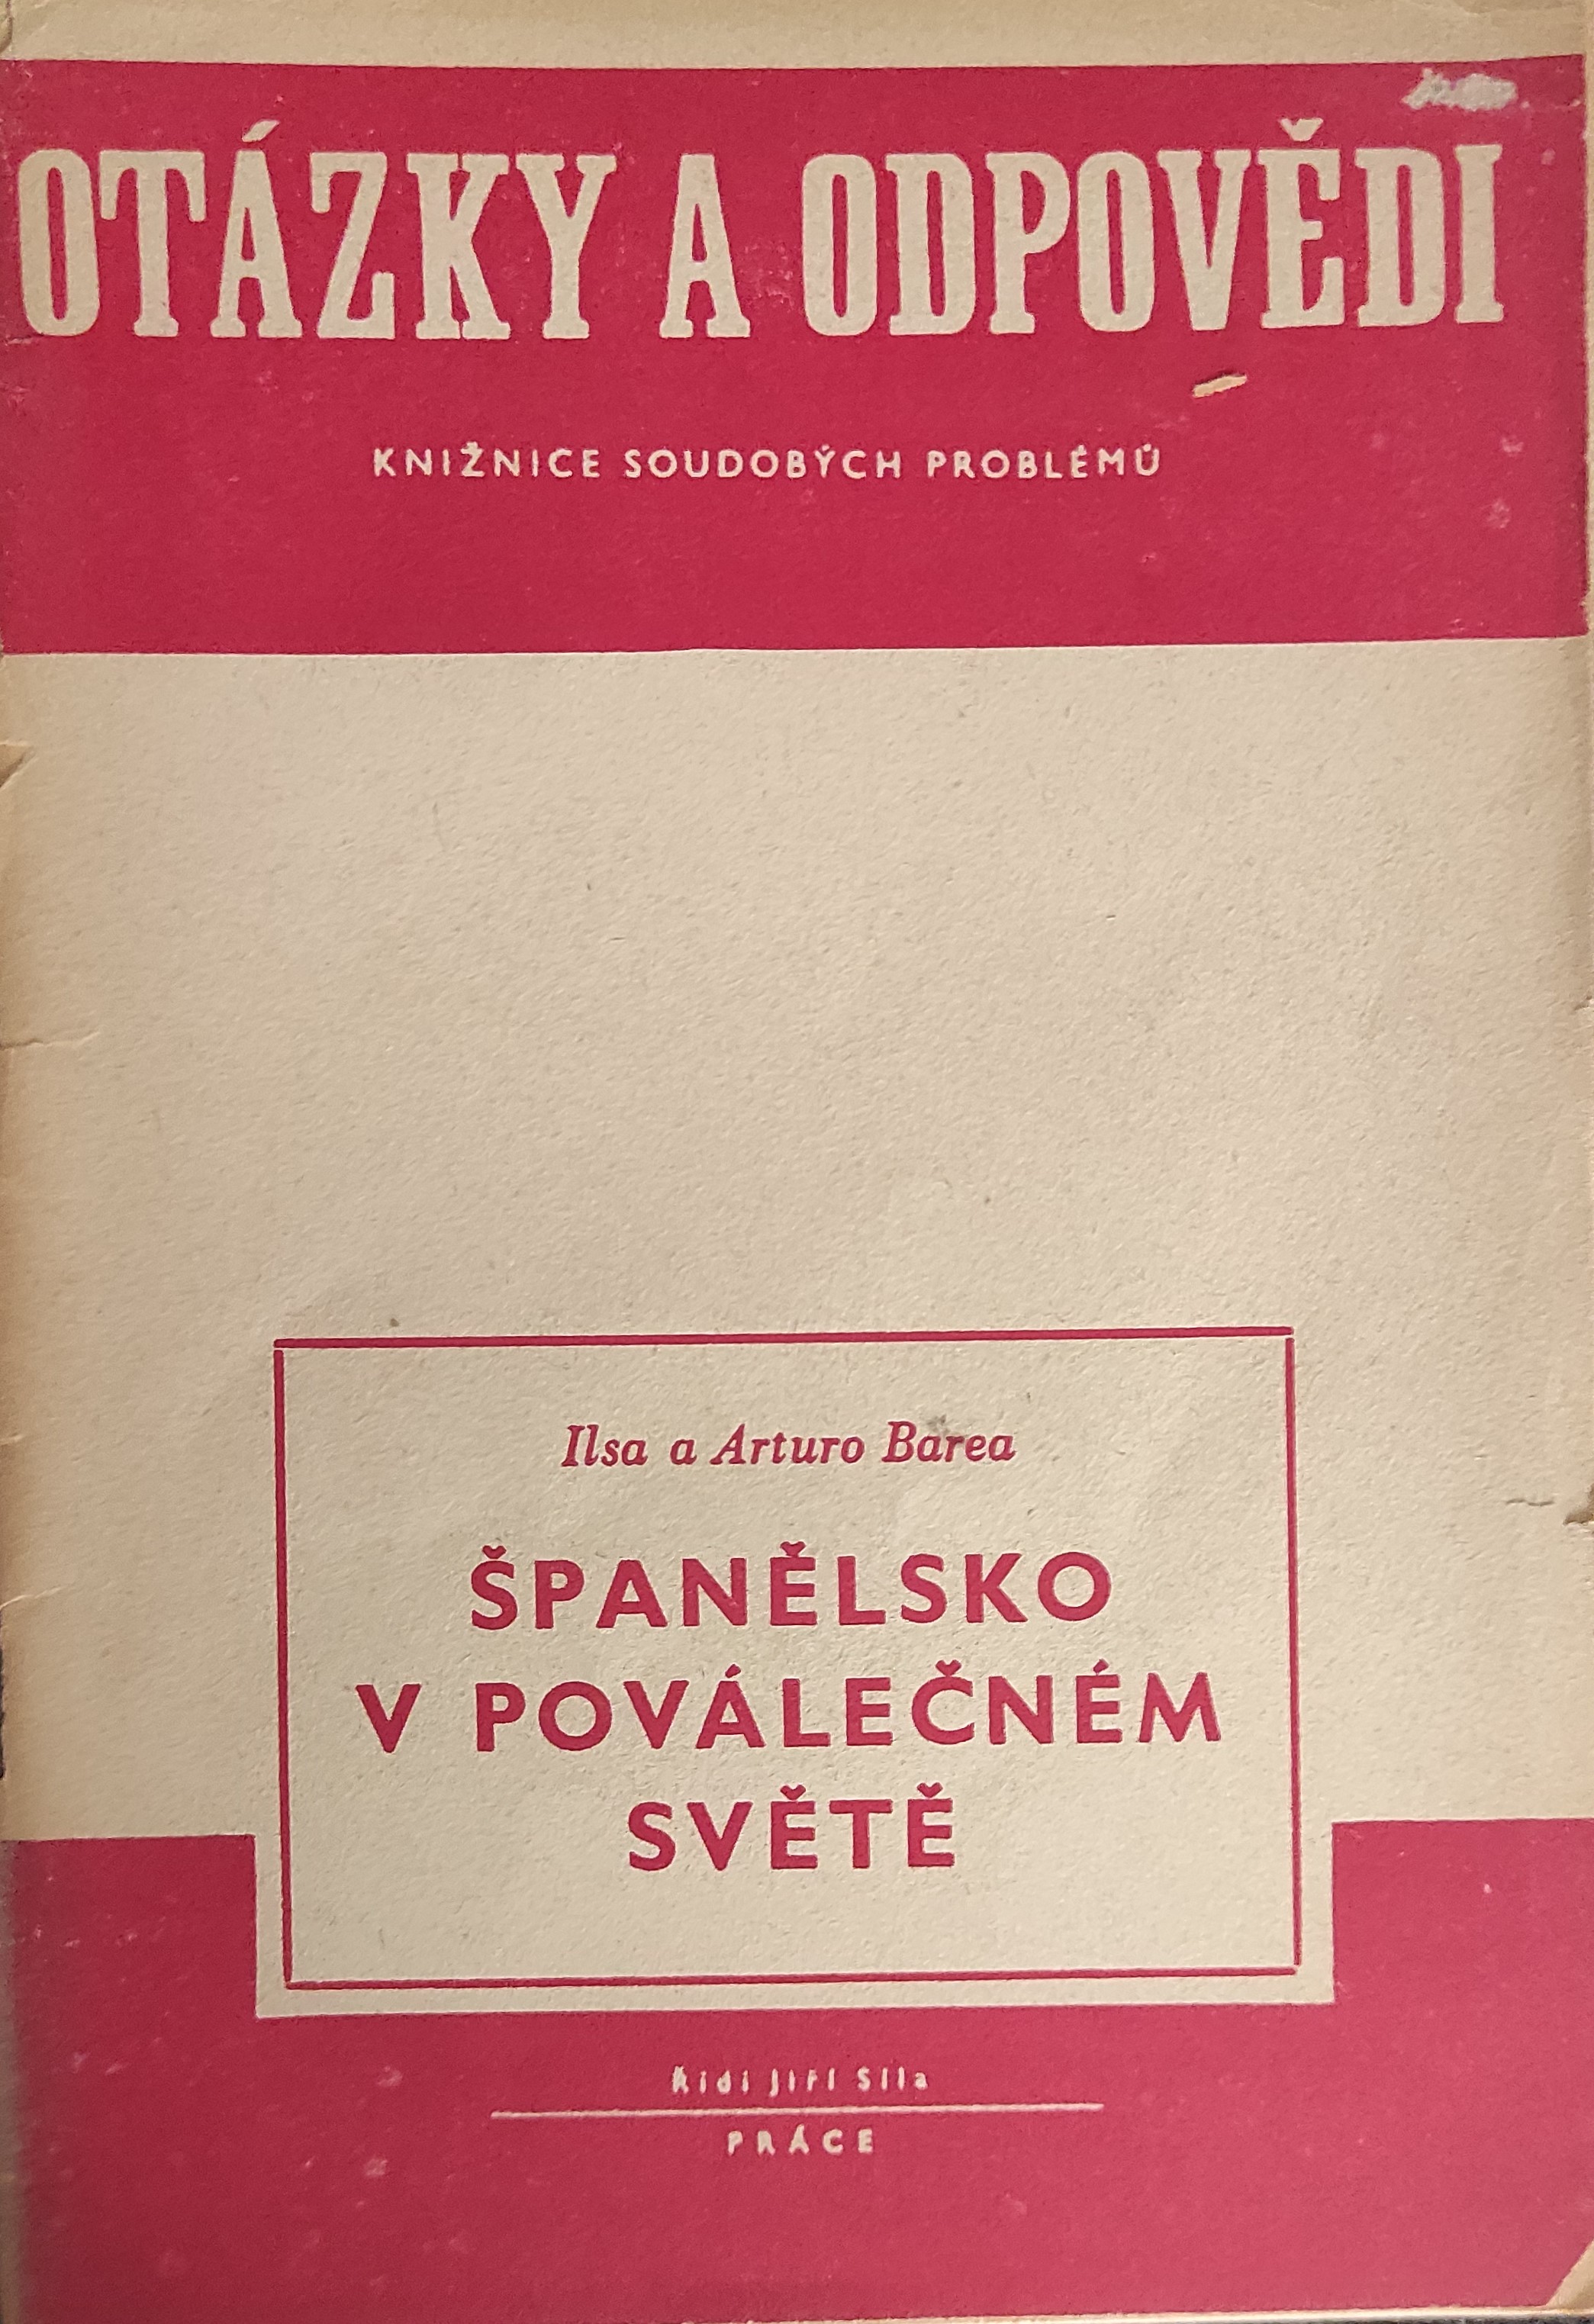 OTÁZKY A ODPOVĚDI
KNIŽNICE SOUDOBÝCH PROBLÉMŮ
Ilsa a Arturo Barea
ŠPANĚLSKO
V POVÁLEČNÉM
SVĚTĚ
Řídí Jiří Síla
PRÁCE